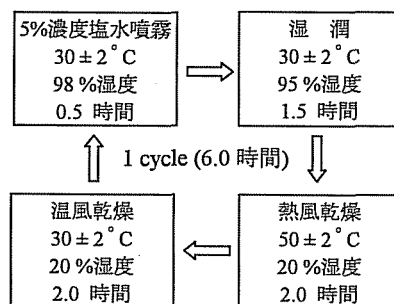 5%濃度塩水噴霧
30±2°C
98%湿度
0.5 時間
湿 潤
30±2°C
95%湿度
1.5 時間
1 cycle (6.0 時間)
温風乾燥
30±2°C
20%湿度
2.0 時間
熱風乾燥
50±2°C
20%湿度
2.0 時間